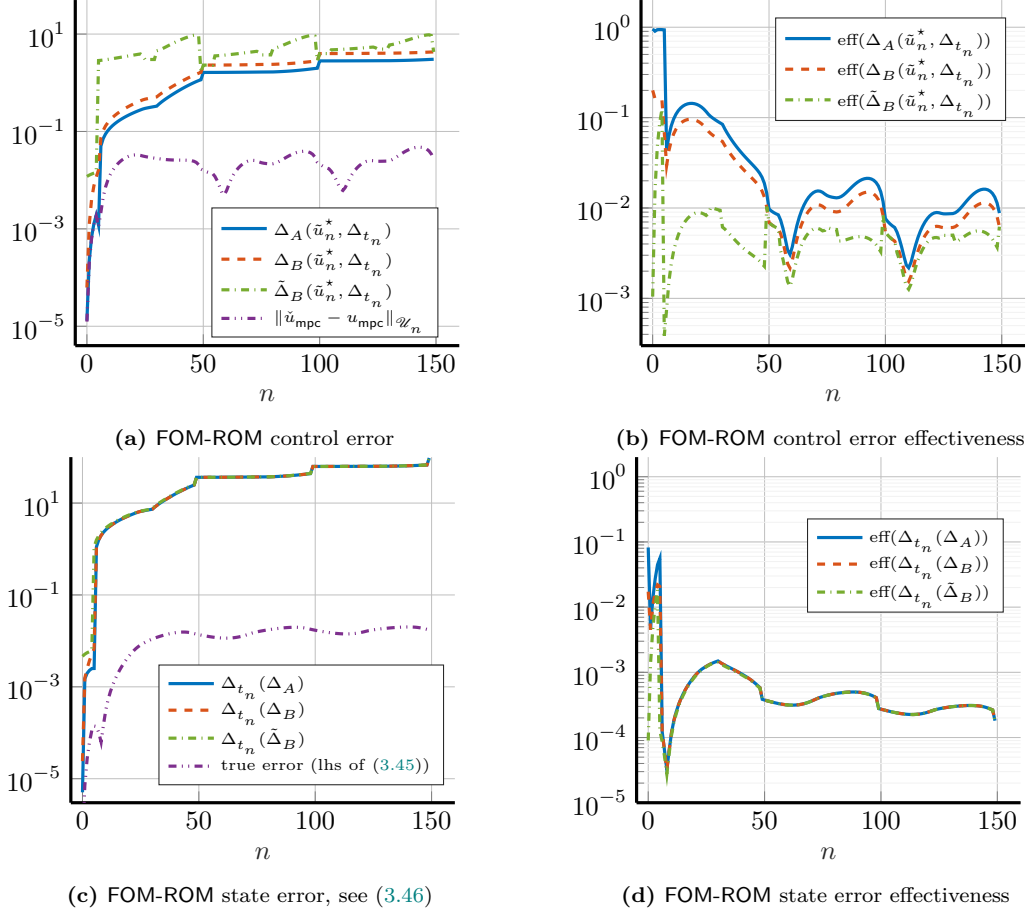 10^1
10^{-1}
10^{-3}
10^{-5}
0 50 100 150
n
Δ_A(ũ_n^⋆, Δ_{t_n})
Δ_B(ũ_n^⋆, Δ_{t_n})
Δ̃_B(ũ_n^⋆, Δ_{t_n})
‖ǔ_mpc − u_mpc‖_{𝒰_n}
(a) FOM-ROM control error
10^0
10^{-1}
10^{-2}
10^{-3}
0 50 100 150
n
eff(Δ_A(ũ_n^⋆, Δ_{t_n}))
eff(Δ_B(ũ_n^⋆, Δ_{t_n}))
eff(Δ̃_B(ũ_n^⋆, Δ_{t_n}))
(b) FOM-ROM control error effectiveness
10^1
10^{-1}
10^{-3}
10^{-5}
0 50 100 150
n
Δ_{t_n}(Δ_A)
Δ_{t_n}(Δ_B)
Δ_{t_n}(Δ̃_B)
true error (lhs of (3.45))
(c) FOM-ROM state error, see (3.46)
10^0
10^{-1}
10^{-2}
10^{-3}
10^{-4}
10^{-5}
0 50 100 150
n
eff(Δ_{t_n}(Δ_A))
eff(Δ_{t_n}(Δ_B))
eff(Δ_{t_n}(Δ̃_B))
(d) FOM-ROM state error effectiveness